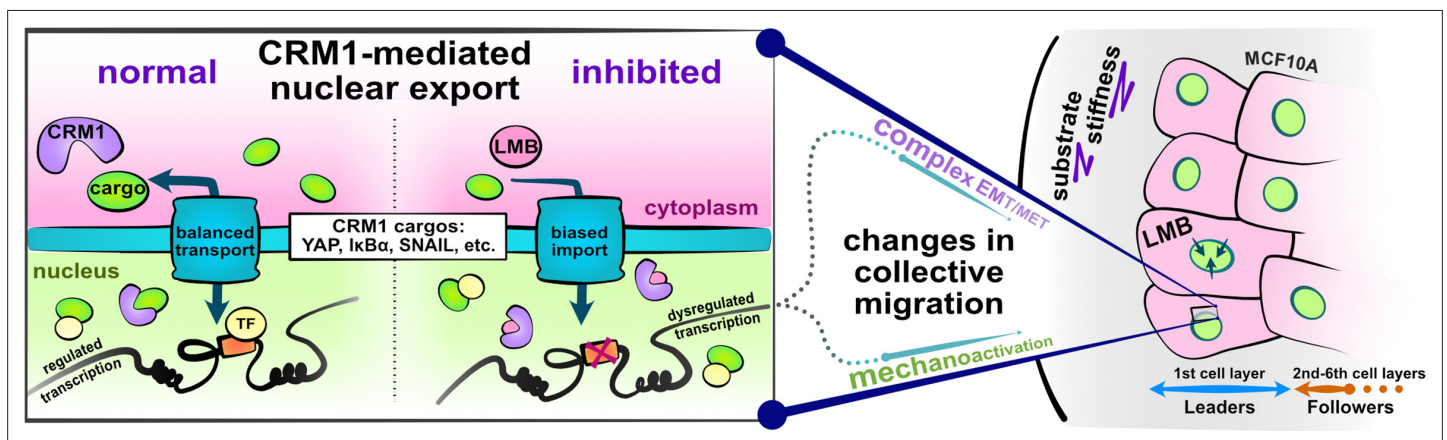 CRM1-mediated
nuclear export
normal
inhibited
CRM1
cargo
LMB
cytoplasm
balanced
transport
CRM1 cargos:
YAP, IκBα, SNAIL, etc.
biased
import
nucleus
TF
regulated
transcription
dysregulated
transcription
complex EMT/MET
changes in
collective
migration
mechanoactivation
substrate
stiffness
MCF10A
LMB
1st cell layer
Leaders
2nd-6th cell layers
Followers